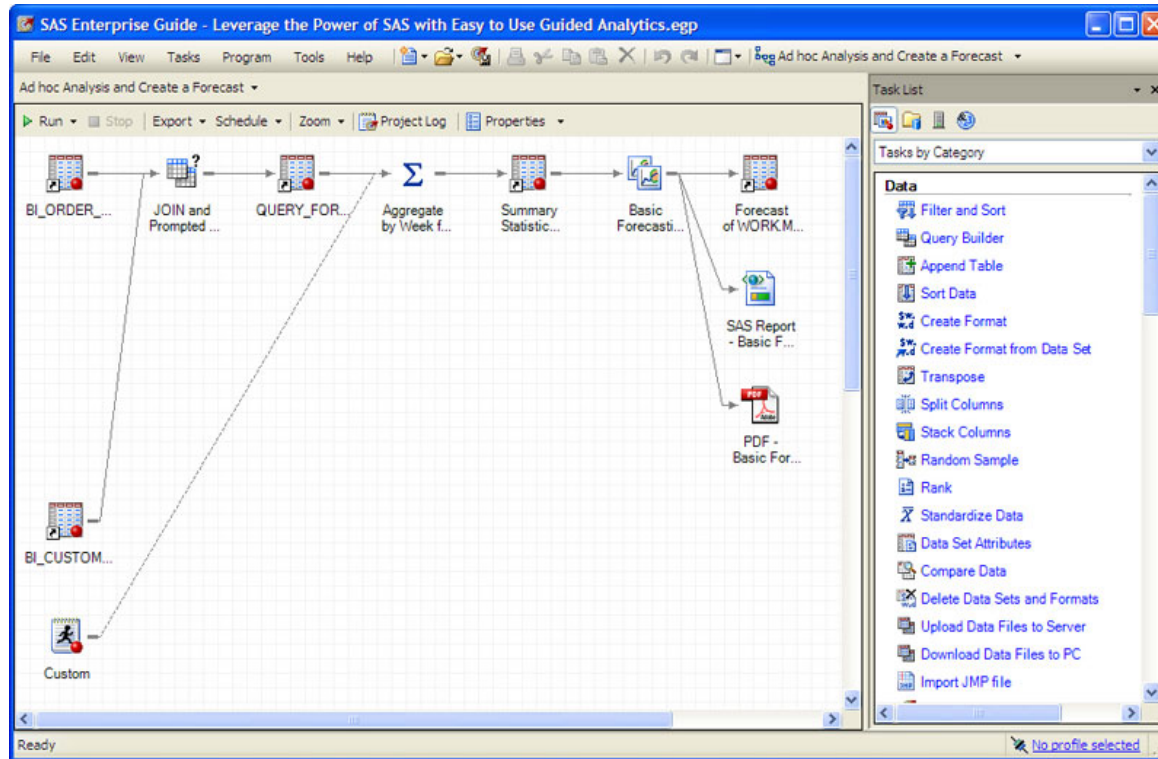 SAS Enterprise Guide - Leverage the Power of SAS with Easy to Use Guided Analytics.egp
File Edit View Tasks Program Tools Help Ad hoc Analysis and Create a Forecast
Ad hoc Analysis and Create a Forecast
Run Stop Export Schedule Zoom Project Log Properties
BI_ORDER_...
JOIN and
Prompted ...
QUERY_FOR...
Aggregate
by Week f...
Summary
Statistic...
Basic
Forecasti...
Forecast
of WORK.M...
SAS Report
- Basic F...
PDF
PDF -
Basic For...
BI_CUSTOM...
Custom
Task List
Tasks by Category
Data
Filter and Sort
Query Builder
Append Table
Sort Data
Create Format
Create Format from Data Set
Transpose
Split Columns
Stack Columns
Random Sample
Rank
Standardize Data
Data Set Attributes
Compare Data
Delete Data Sets and Formats
Upload Data Files to Server
Download Data Files to PC
Import JMP file
Ready
No profile selected